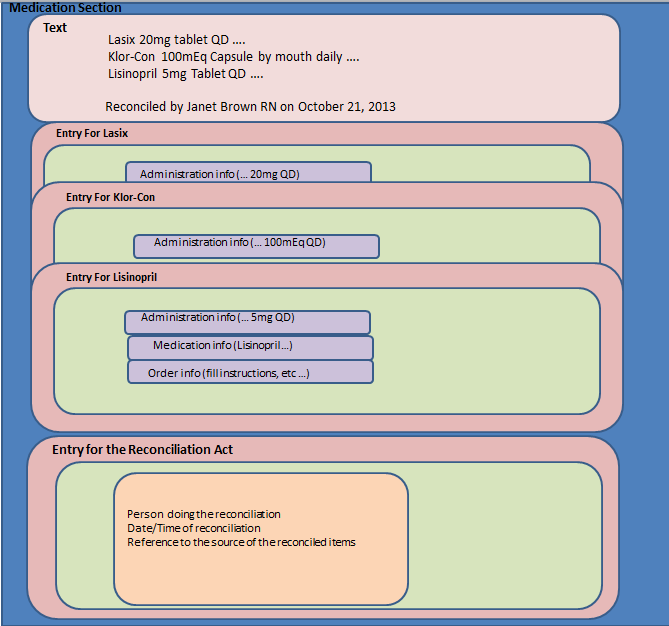 Medication Section
Text
Lasix 20mg tablet QD ....
Klor-Con 100mEq Capsule by mouth daily ....
Lisinopril 5mg Tablet QD ....
Reconciled by Janet Brown RN on October 21, 2013
Entry For Lasix
Administration info (... 20mg QD)
Entry For Klor-Con
Administration info (... 100mEq QD)
Entry For Lisinopril
Administration info (... 5mg QD)
Medication info (Lisinopril...)
Order info (fill instructions, etc ...)
Entry for the Reconciliation Act
Person doing the reconciliation
Date/Time of reconciliation
Reference to the source of the reconciled items